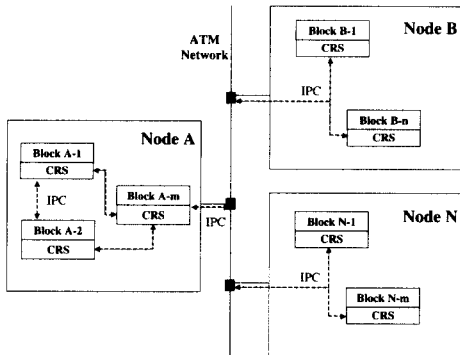 ATM
Network
Node B
Block B-1
CRS
IPC
Block B-n
CRS
Node A
Block A-1
CRS
IPC
Block A-m
CRS
IPC
Block A-2
CRS
Node N
Block N-1
CRS
IPC
Block N-m
CRS